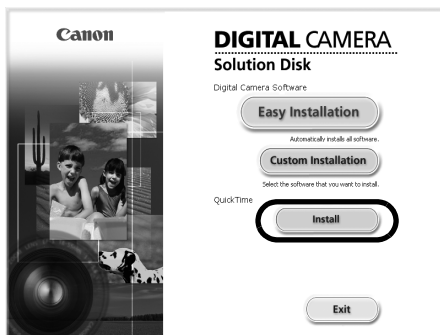 Canon
DIGITAL CAMERA
Solution Disk
Digital Camera Software
Easy Installation
Automatically installs all software.
Custom Installation
Select the software that you want to install.
QuickTime
Install
Exit